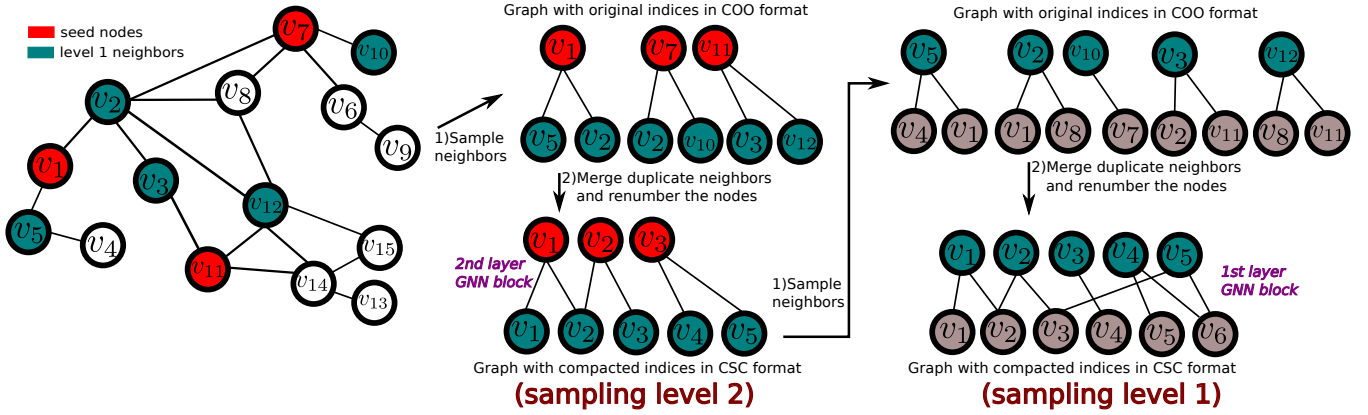 seed nodes
level 1 neighbors
v7
v10
v2
v8
v6
v9
v1
v3
v12
v5
v4
v15
v11
v14
v13
1)Sample
neighbors
Graph with original indices in COO format
v1 v7 v11
v5 v2 v2 v10 v3 v12
2)Merge duplicate neighbors
and renumber the nodes
v1 v2 v3
2nd layer
GNN block
v1 v2 v3 v4 v5
Graph with compacted indices in CSC format
(sampling level 2)
1)Sample
neighbors
Graph with original indices in COO format
v5 v2 v10 v3 v12
v4 v1 v1 v8 v7 v2 v11 v8 v11
2)Merge duplicate neighbors
and renumber the nodes
v1 v2 v3 v4 v5
1st layer
GNN block
v1 v2 v3 v4 v5 v6
Graph with compacted indices in CSC format
(sampling level 1)